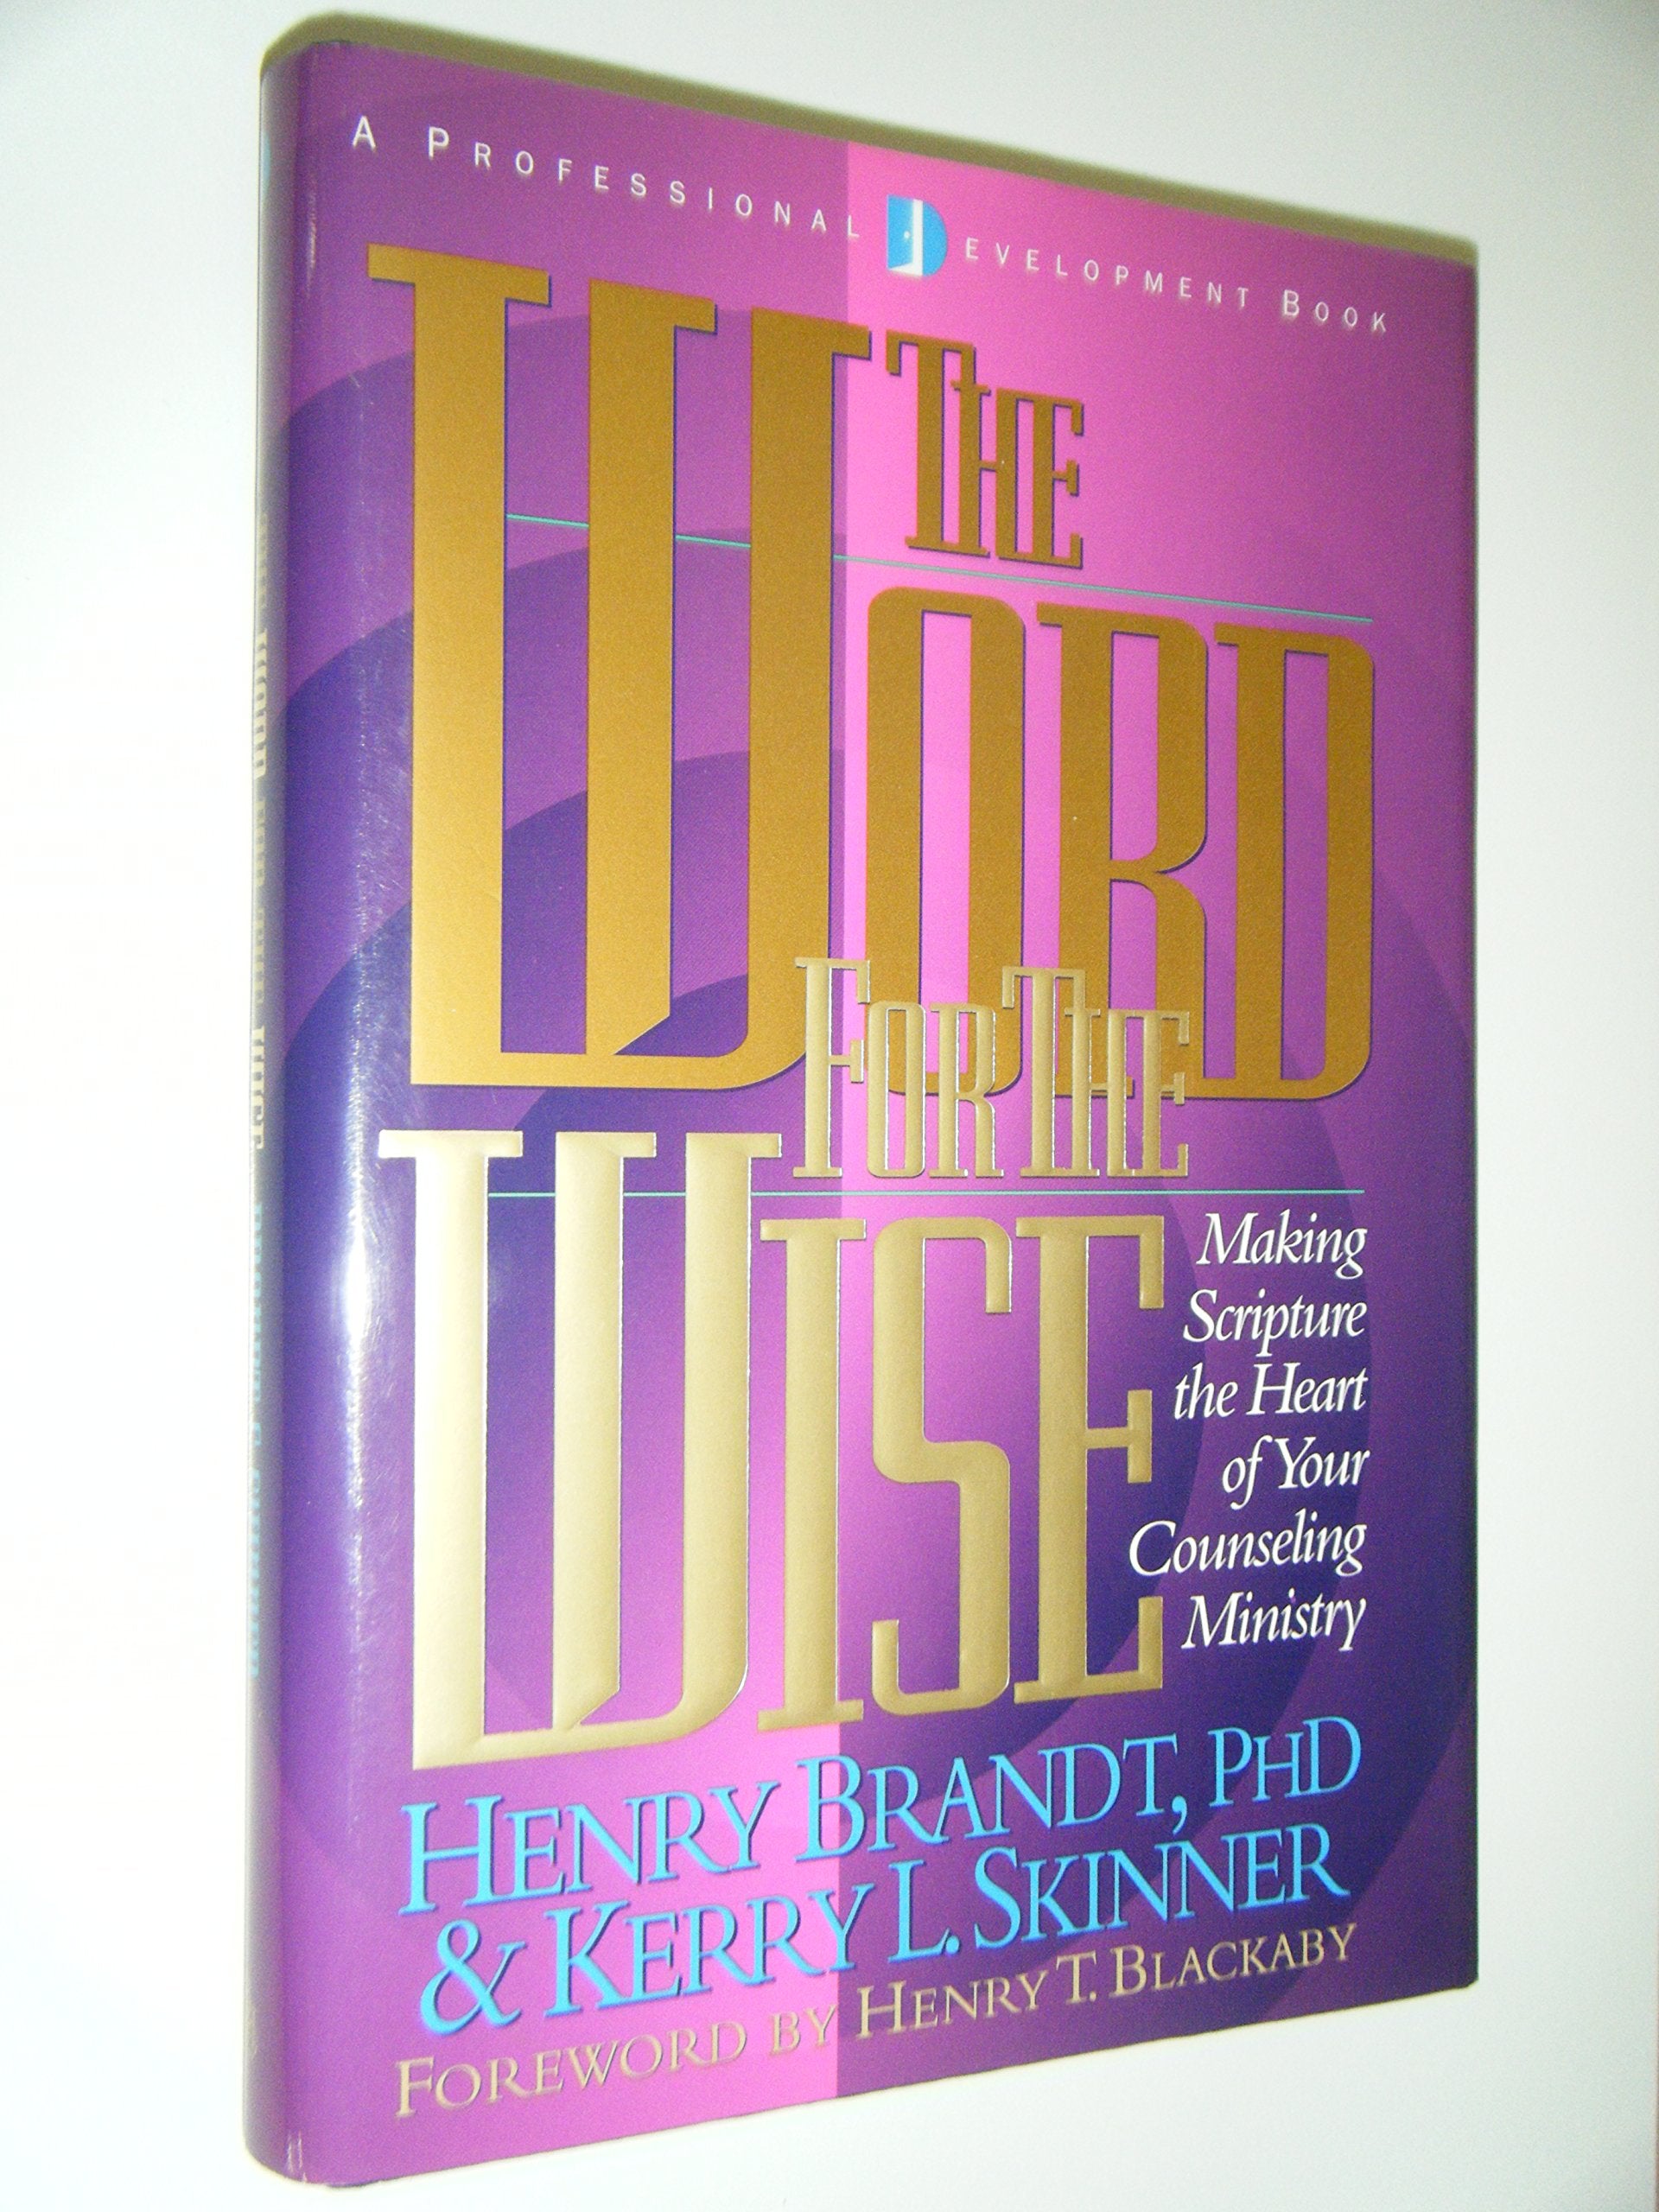 A PROFESSIONAL DEVELOPMENT BOOK
THE
WORD
FOR THE
WISE
Making
Scripture
the Heart
of Your
Counseling
Ministry
HENRY BRANDT, PHD
& KERRY L. SKINNER
FOREWORD BY HENRY T. BLACKABY